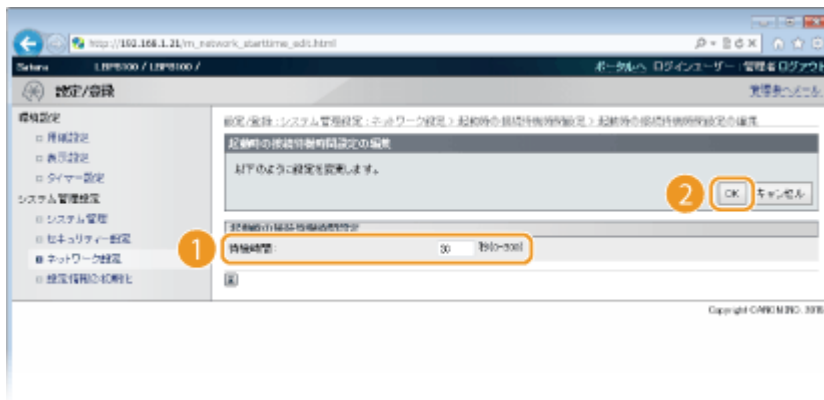 http://192.168.1.21/m_network_starttime_edit.html
Satera LBP8100 / LBP8100 /
ポータルへ ログインユーザー: 管理者 ログアウト
設定/登録
管理者へメール
環境設定
用紙設定
表示設定
タイマー設定
システム管理設定
システム管理
セキュリティー設定
ネットワーク設定
設定情報の初期化
設定/登録 : システム管理設定 : ネットワーク設定 > 起動時の接続待機時間設定 > 起動時の接続待機時間設定の編集
起動時の接続待機時間設定の編集
以下のように設定を変更します。
2
OK キャンセル
起動時の接続待機時間設定
1
待機時間 : 30 秒(0-300)
Copyright CANON INC.